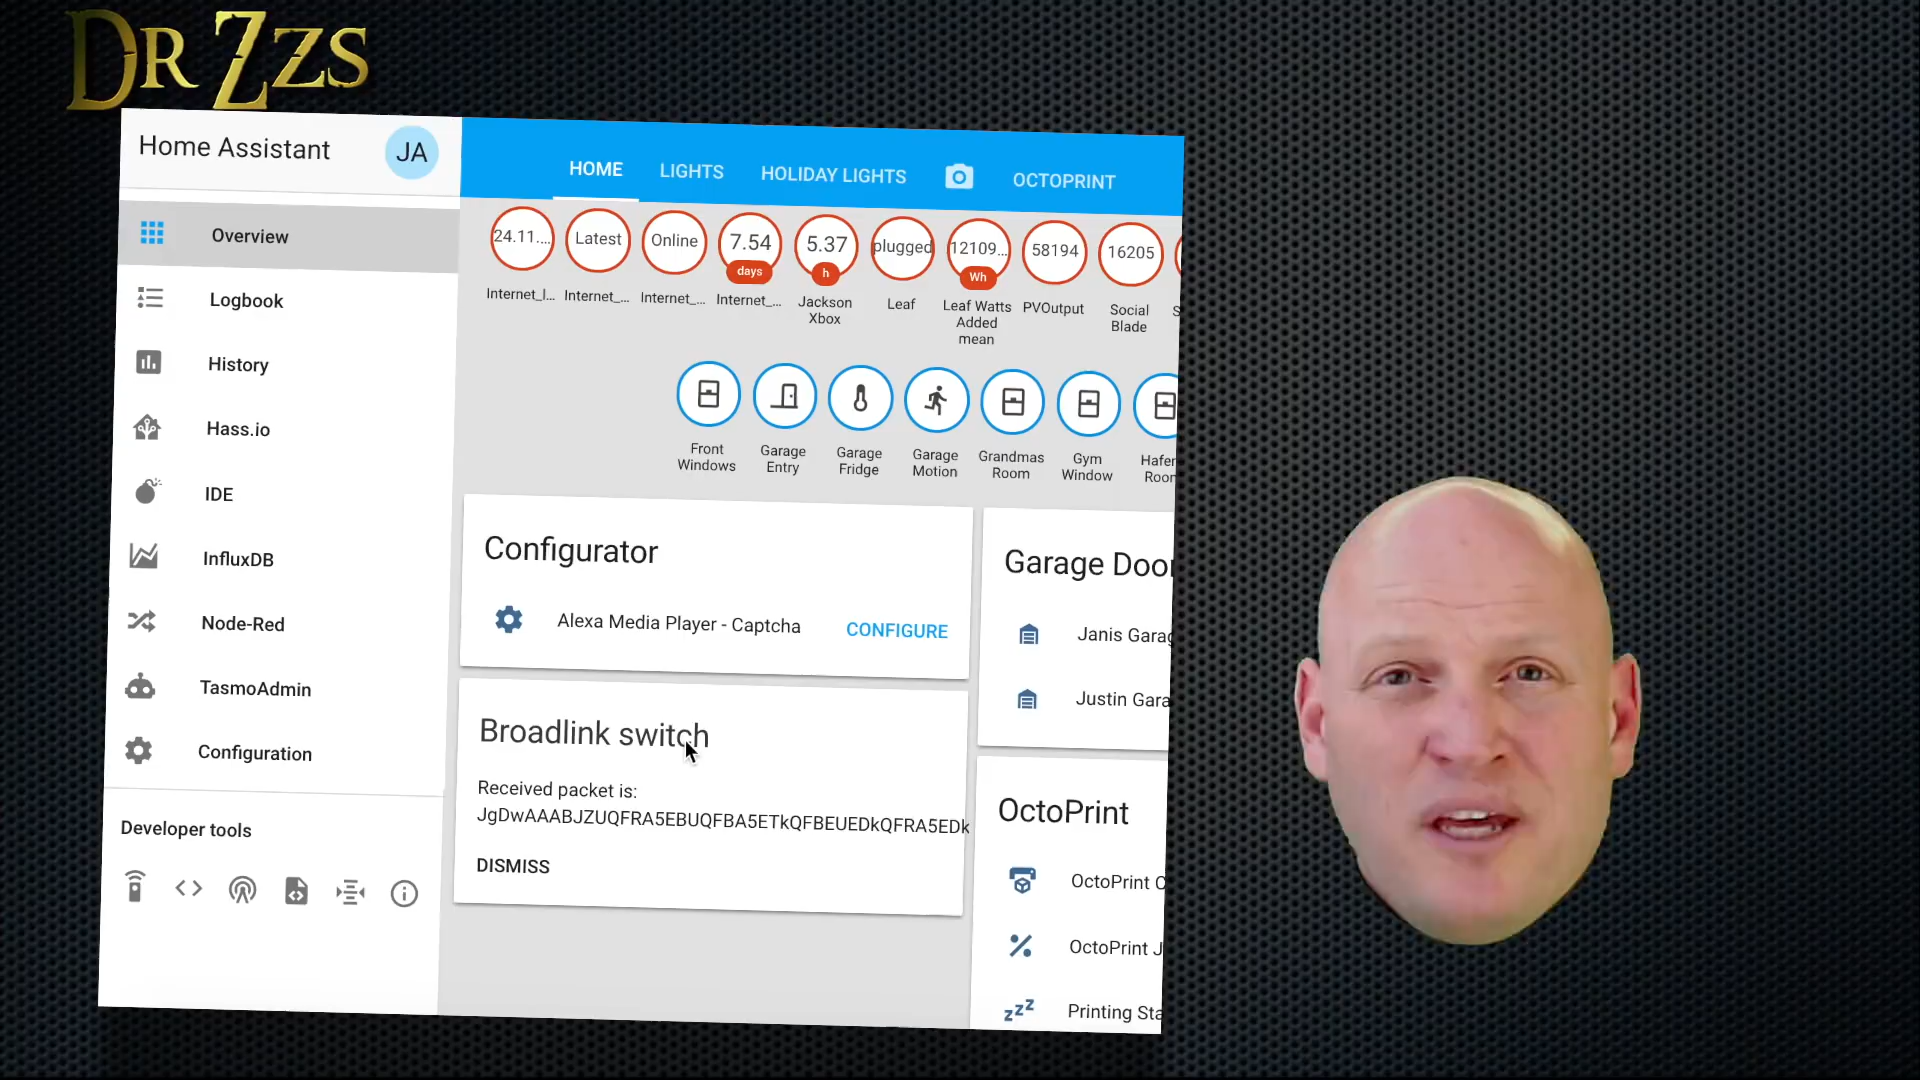 DR ZZS
Home Assistant
JA
HOME
LIGHTS
HOLIDAY LIGHTS
OCTOPRINT
Overview
Logbook
History
Hass.io
IDE
InfluxDB
Node-Red
TasmoAdmin
Configuration
Developer tools
24.11....
Latest
Online
7.54
days
5.37
h
plugged
12109...
Wh
58194
16205
Internet_l...
Internet_...
Internet_...
Internet_...
Jackson
Xbox
Leaf
Leaf Watts
Added
mean
PVOutput
Social
Blade
S
Front
Windows
Garage
Entry
Garage
Fridge
Garage
Motion
Grandmas
Room
Gym
Window
Hafer
Room
Configurator
Alexa Media Player - Captcha
CONFIGURE
Broadlink switch
Received packet is:
JgDwAAABJZUQFRA5EBUQFBA5ETkQFBEUEDkQFRA5EDk
DISMISS
Garage Door
Janis Garag
Justin Gara
OctoPrint
OctoPrint C
OctoPrint J
Printing Sta